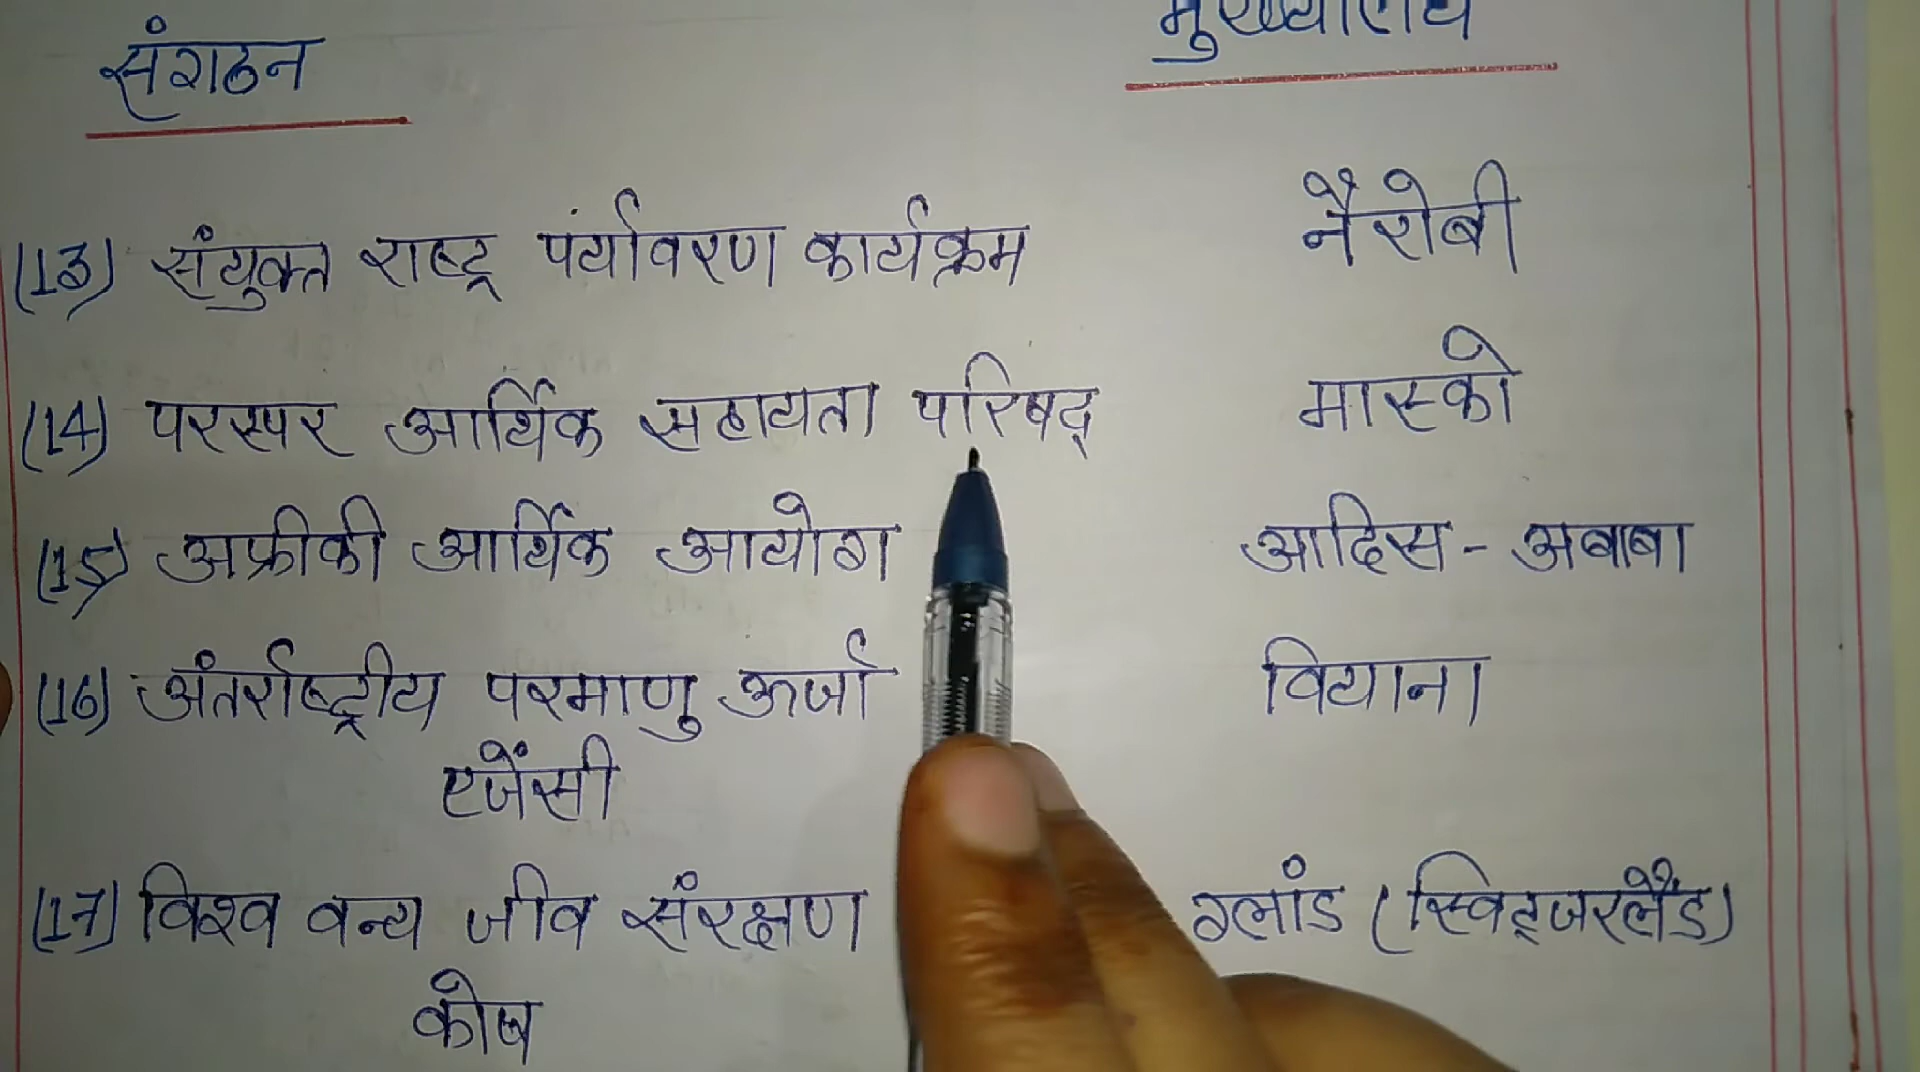 संगठन मुख्यालय
(13) संयुक्त राष्ट्र पंर्यावरण कार्यक्रम नैरोबी
(14) परस्पर आर्थिक सहायता परिषद् मास्को
(15) अफ्रीकी आर्थिक आयोग आदिस - अबाबा
(16) अंतर्राष्ट्रीय परमाणु ऊर्जा वियाना
एजेंसी
(17) विश्व वन्य जीव संरक्षण ग्लांड (स्विट्जरलैंड)
कोष